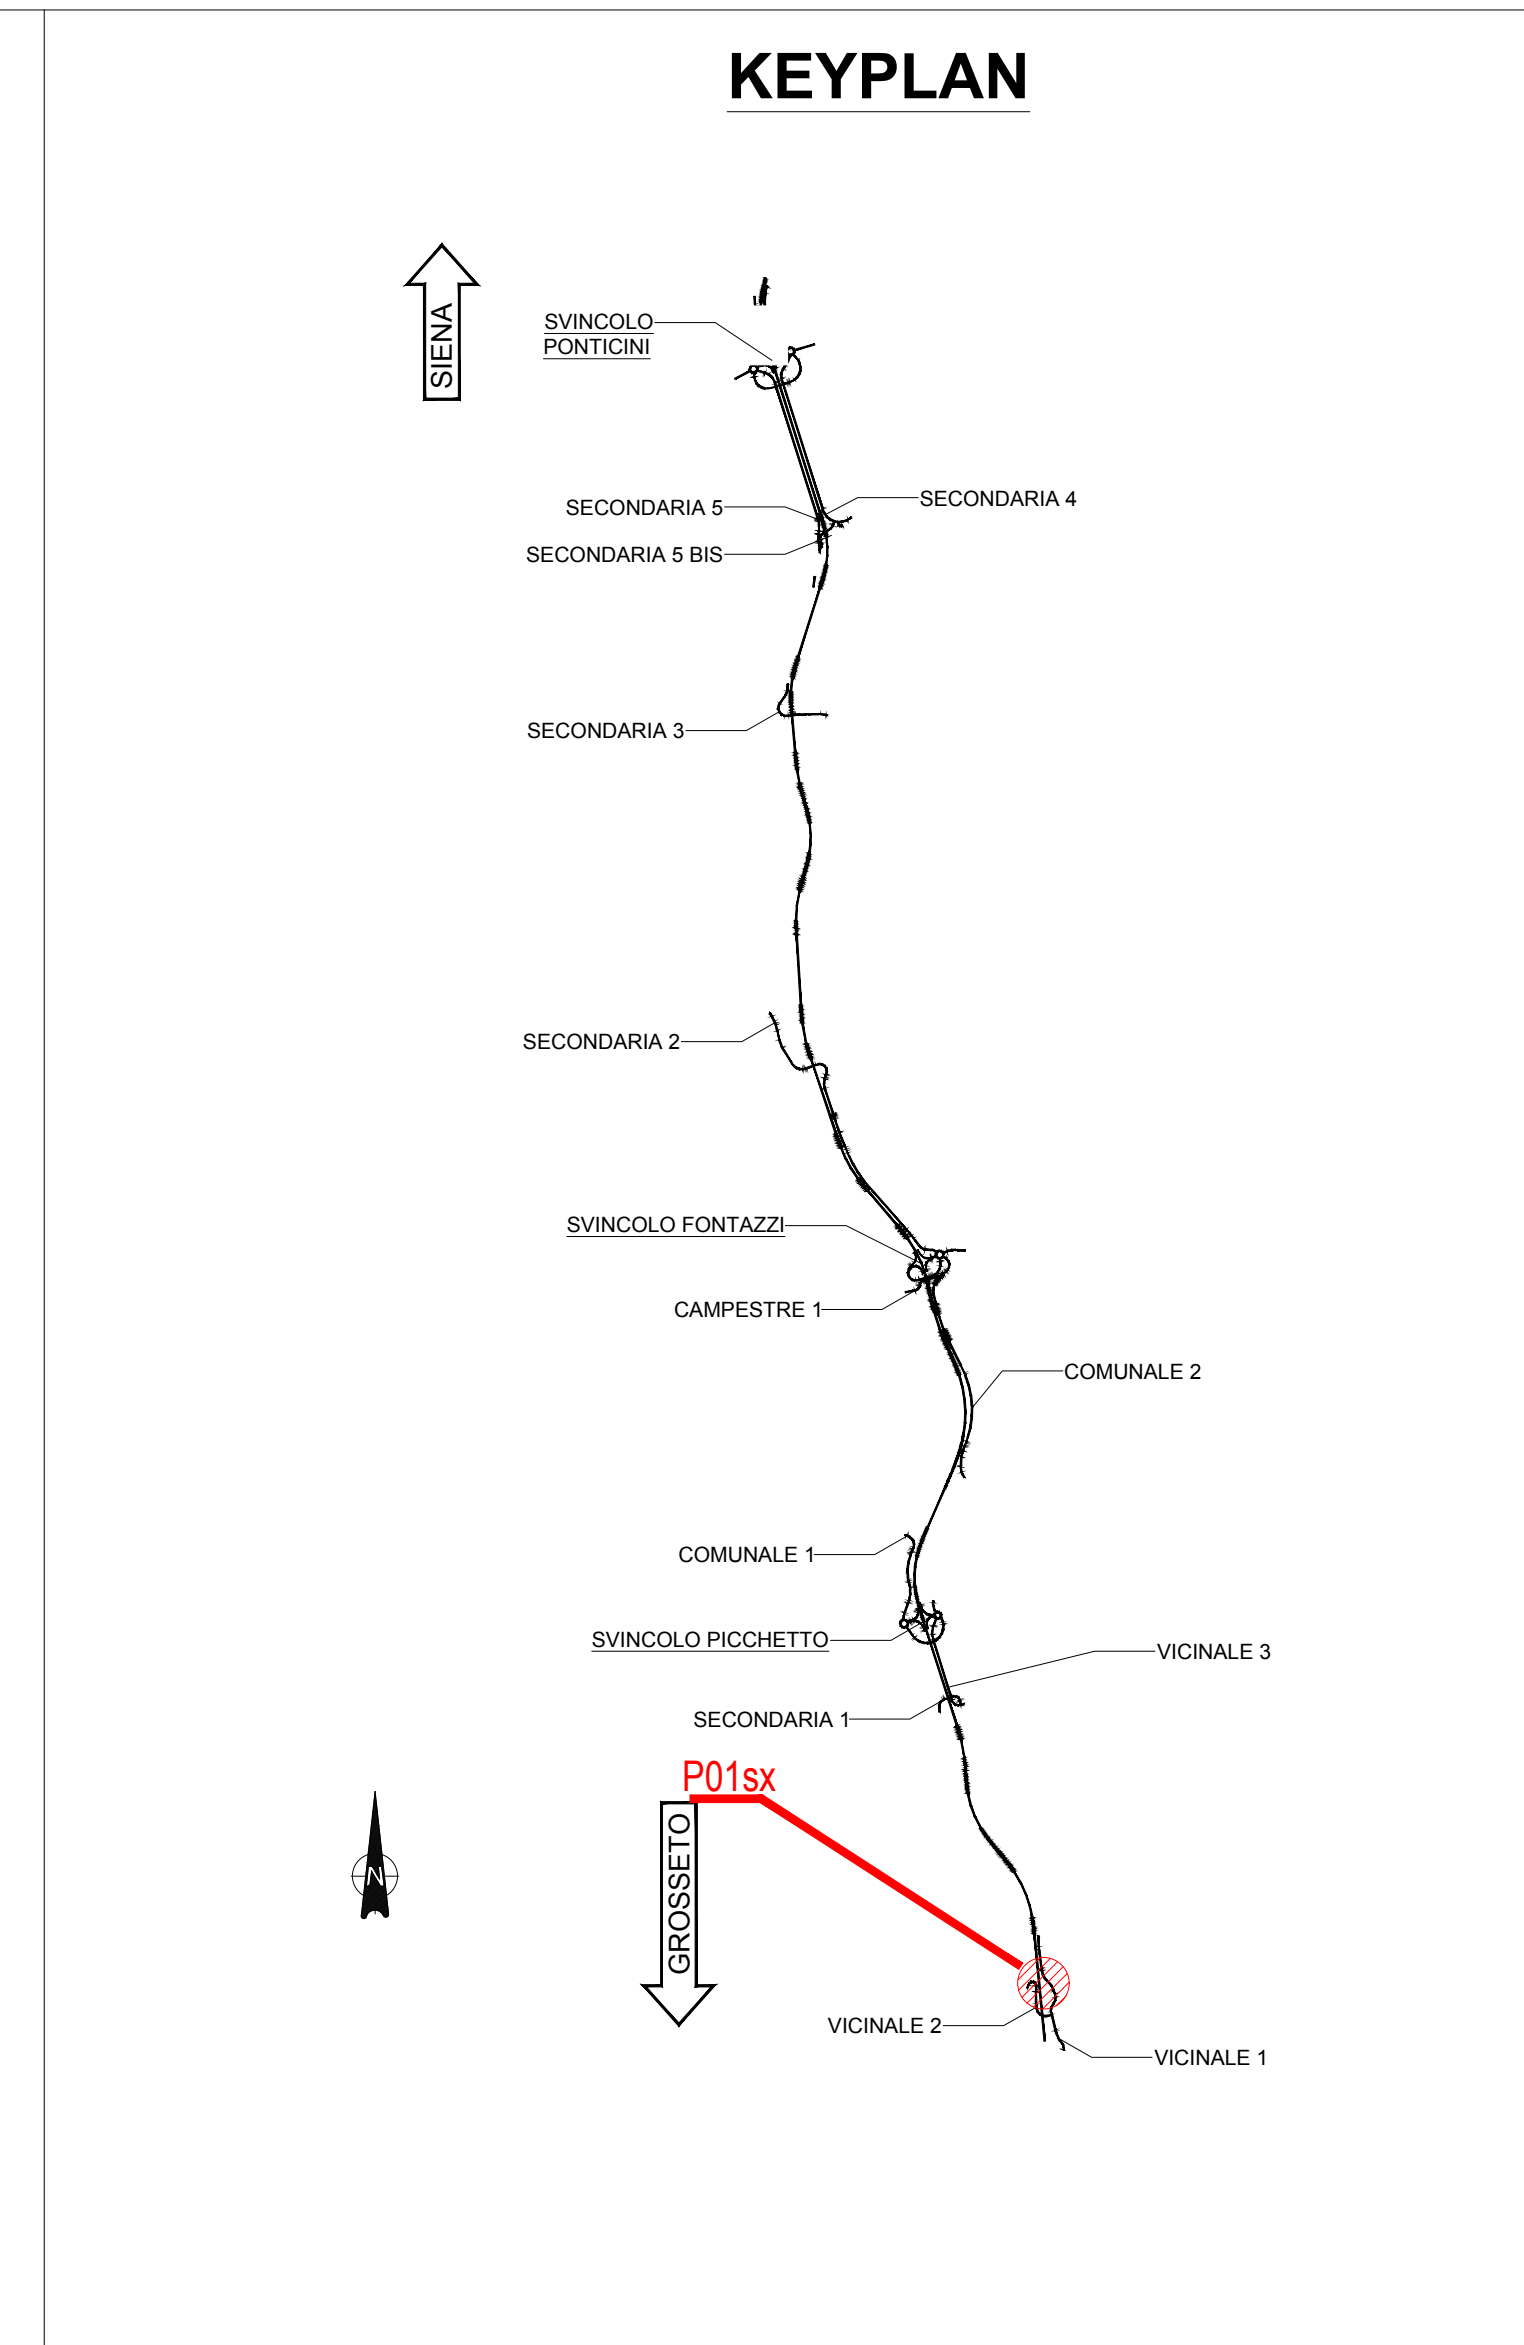 KEYPLAN
SIENA
SVINCOLO
PONTICINI
SECONDARIA 4
SECONDARIA 5
SECONDARIA 5 BIS
SECONDARIA 3
SECONDARIA 2
SVINCOLO FONTAZZI
CAMPESTRE 1
COMUNALE 2
COMUNALE 1
SVINCOLO PICCHETTO
VICINALE 3
SECONDARIA 1
P01sx
GROSSETO
N
VICINALE 2
VICINALE 1